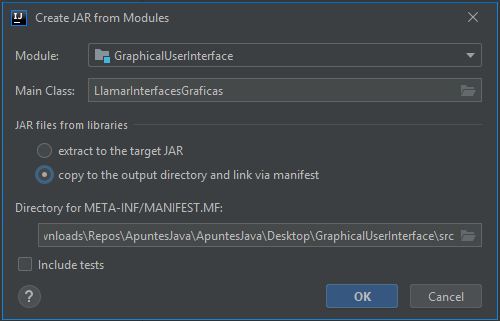 IJ
Create JAR from Modules
Module: GraphicalUserInterface
Main Class: LlamarInterfacesGraficas
JAR files from libraries
extract to the target JAR
copy to the output directory and link via manifest
Directory for META-INF/MANIFEST.MF:
vnloads\Repos\ApuntesJava\ApuntesJava\Desktop\GraphicalUserInterface\src
Include tests
?
OK
Cancel